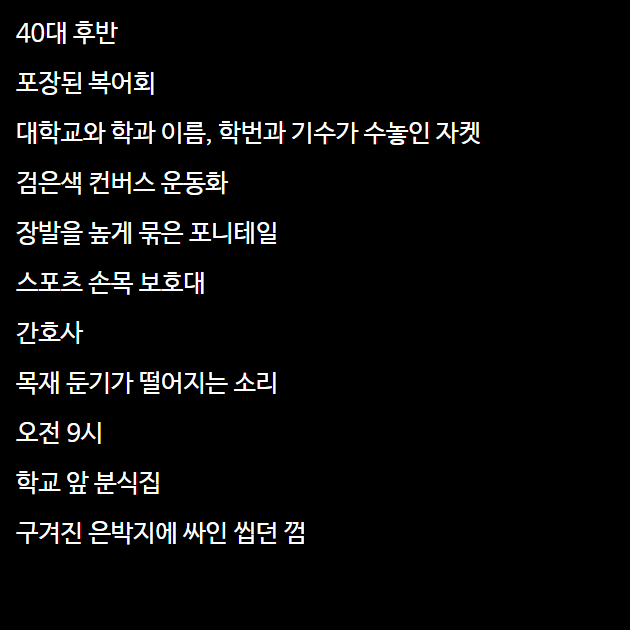 40대 후반
포장된 복어회
대학교와 학과 이름, 학번과 기수가 수놓인 자켓
검은색 컨버스 운동화
장발을 높게 묶은 포니테일
스포츠 손목 보호대
간호사
목재 둔기가 떨어지는 소리
오전 9시
학교 앞 분식집
구겨진 은박지에 싸인 씹던 껌